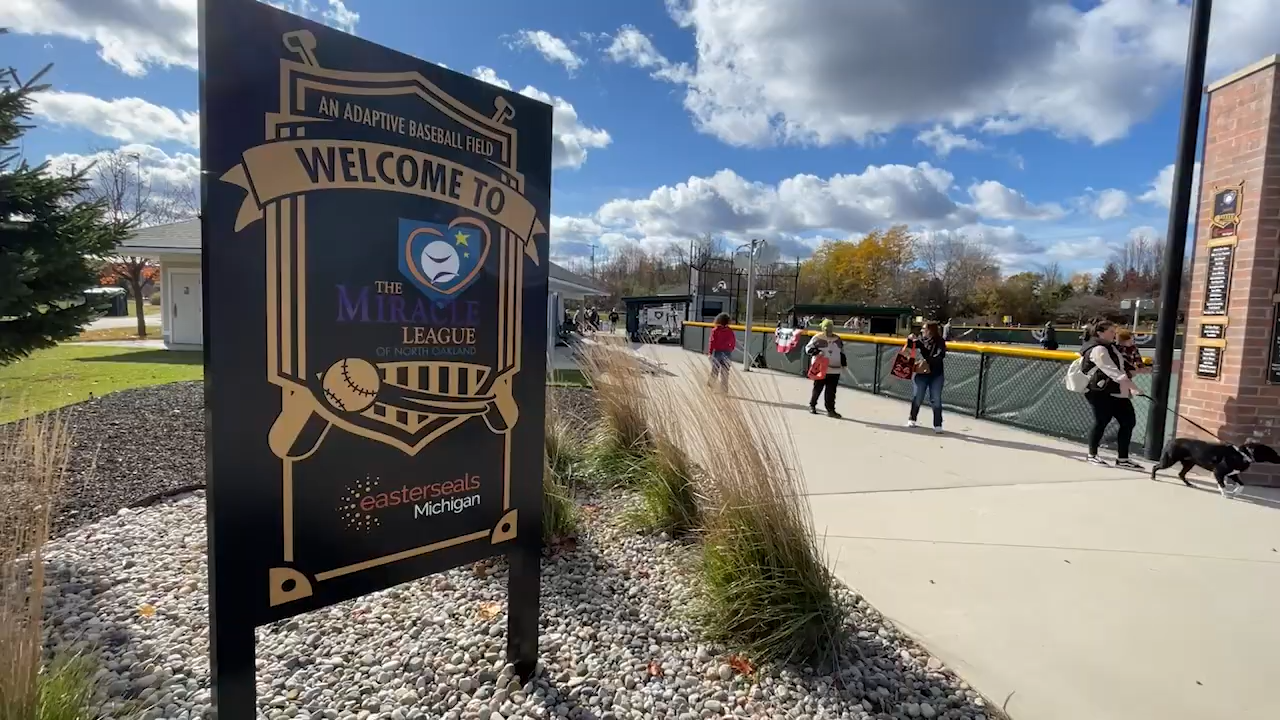 AN ADAPTIVE BASEBALL FIELD
WELCOME TO
THE
MIRACLE
LEAGUE
OF NORTH OAKLAND
easterseals
Michigan